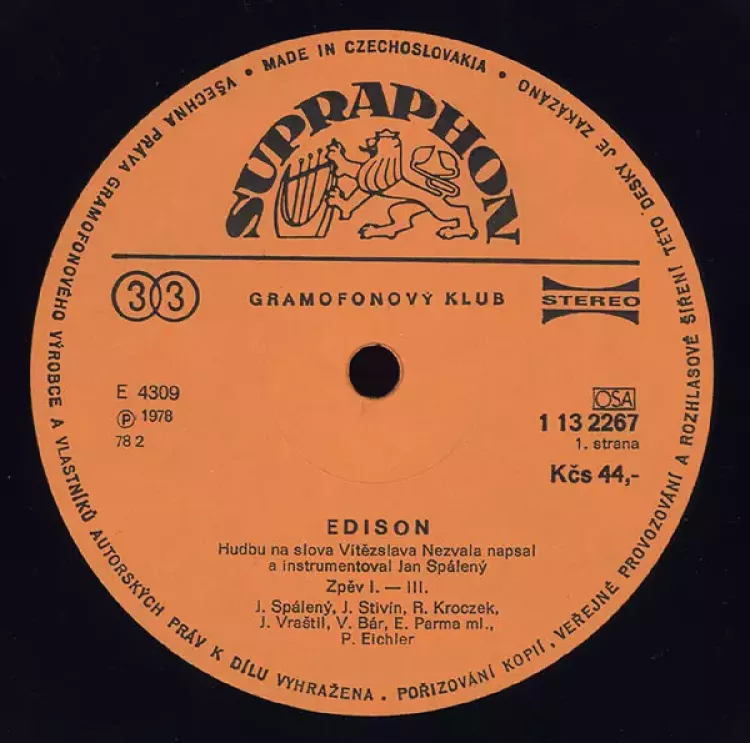 VŠECHNA PRÁVA GRAMOFONOVÉHO VÝROBCE A VLASTNÍKŮ AUTORSKÝCH PRÁV K DÍLU VYHRAŽENA . POŘIZOVÁNÍ KOPIÍ, VEŘEJNÉ PROVOZOVÁNÍ A ROZHLASOVÉ ŠÍŘENÍ TÉTO DESKY JE ZAKÁZÁNO
• MADE IN CZECHOSLOVAKIA •
SUPRAPHON
33
GRAMOFONOVÝ KLUB
STEREO
E 4309
Ⓟ 1978
78 2
OSA
1 13 2267
1. strana
Kčs 44,-
EDISON
Hudbu na slova Vítězslava Nezvala napsal
a instrumentoval Jan Spálený
Zpěv I. — III.
J. Spálený, J. Stivín, R. Kroczek,
J. Vraštil, V. Bár, E. Parma ml.,
P. Eichler